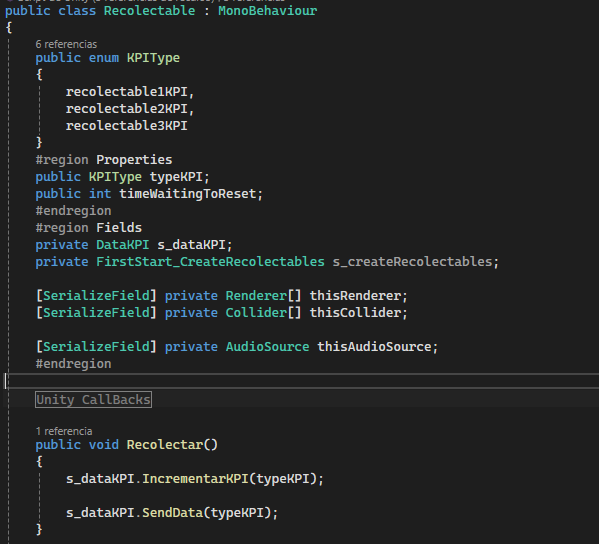 public class Recolectable : MonoBehaviour
{
6 referencias
public enum KPIType
{
recolectable1KPI,
recolectable2KPI,
recolectable3KPI
}
#region Properties
public KPIType typeKPI;
public int timeWaitingToReset;
#endregion
#region Fields
private DataKPI s_dataKPI;
private FirstStart_CreateRecolectables s_createRecolectables;
[SerializeField] private Renderer[] thisRenderer;
[SerializeField] private Collider[] thisCollider;
[SerializeField] private AudioSource thisAudioSource;
#endregion
Unity CallBacks
1 referencia
public void Recolectar()
{
s_dataKPI.IncrementarKPI(typeKPI);
s_dataKPI.SendData(typeKPI);
}